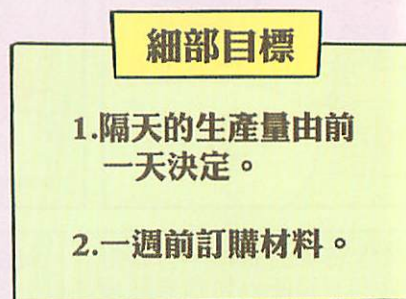 細部目標
1.隔天的生產量由前
一天決定。
2.一週前訂購材料。